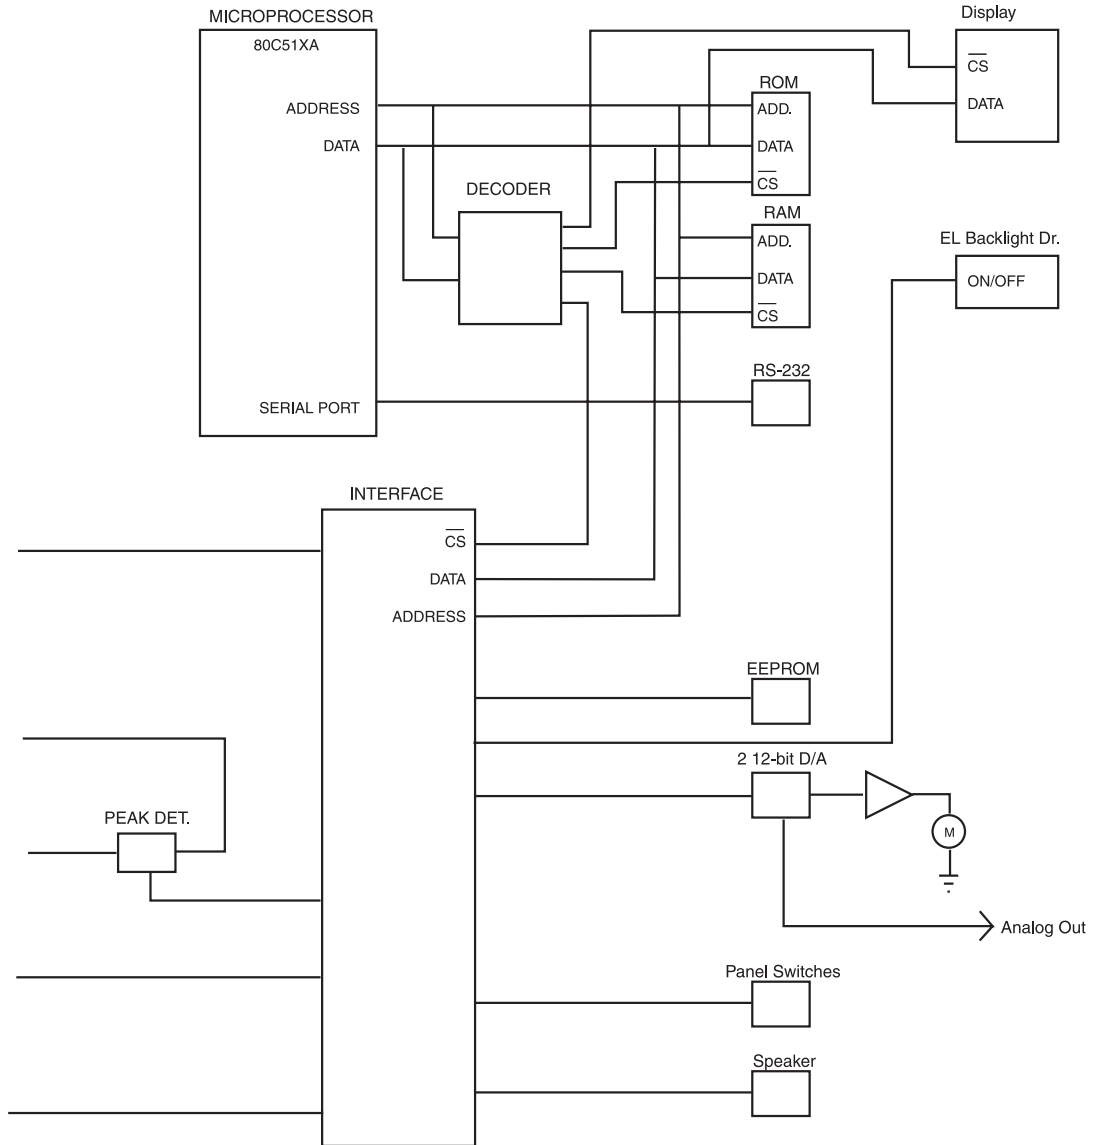 MICROPROCESSOR
80C51XA
ADDRESS
DATA
SERIAL PORT
DECODER
Display
CS
DATA
ROM
ADD.
DATA
CS
RAM
ADD.
DATA
CS
EL Backlight Dr.
ON/OFF
RS-232
INTERFACE
CS
DATA
ADDRESS
EEPROM
2 12-bit D/A
M
PEAK DET.
Analog Out
Panel Switches
Speaker